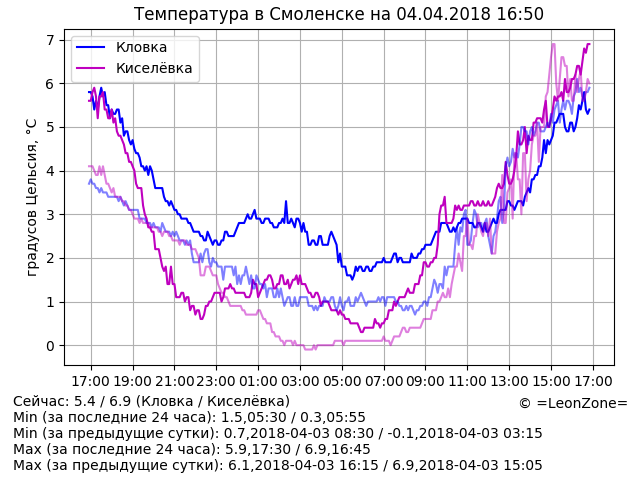 Температура в Смоленске на 04.04.2018 16:50
Кловка
Киселёвка
градусов Цельсия, °C
7
6
5
4
3
2
1
0
17:00 19:00 21:00 23:00 01:00 03:00 05:00 07:00 09:00 11:00 13:00 15:00 17:00
Сейчас: 5.4 / 6.9 (Кловка / Киселёвка)
© =LeonZone=
Min (за последние 24 часа): 1.5,05:30 / 0.3,05:55
Min (за предыдущие сутки): 0.7,2018-04-03 08:30 / -0.1,2018-04-03 03:15
Max (за последние 24 часа): 5.9,17:30 / 6.9,16:45
Max (за предыдущие сутки): 6.1,2018-04-03 16:15 / 6.9,2018-04-03 15:05